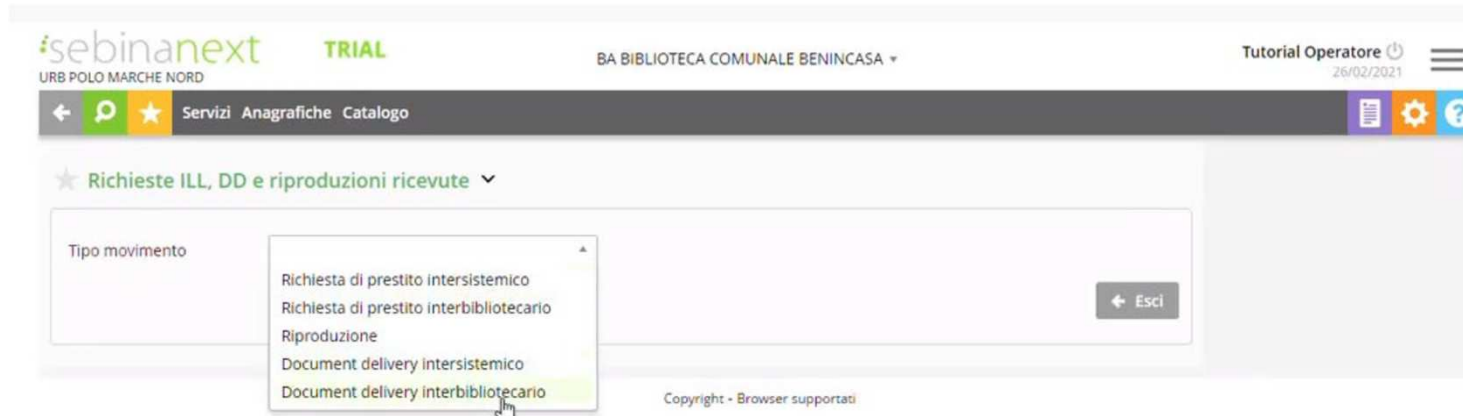 sebinanext
TRIAL
BA BIBLIOTECA COMUNALE BENINCASA
Tutorial Operatore
URB POLO MARCHE NORD
26/02/2021
Servizi Anagrafiche Catalogo
?
Richieste ILL, DD e riproduzioni ricevute
Tipo movimento
Richiesta di prestito intersistemico
Richiesta di prestito interbibliotecario
Esci
Riproduzione
Document delivery intersistemico
Document delivery interbibliotecario
Copyright - Browser supportati